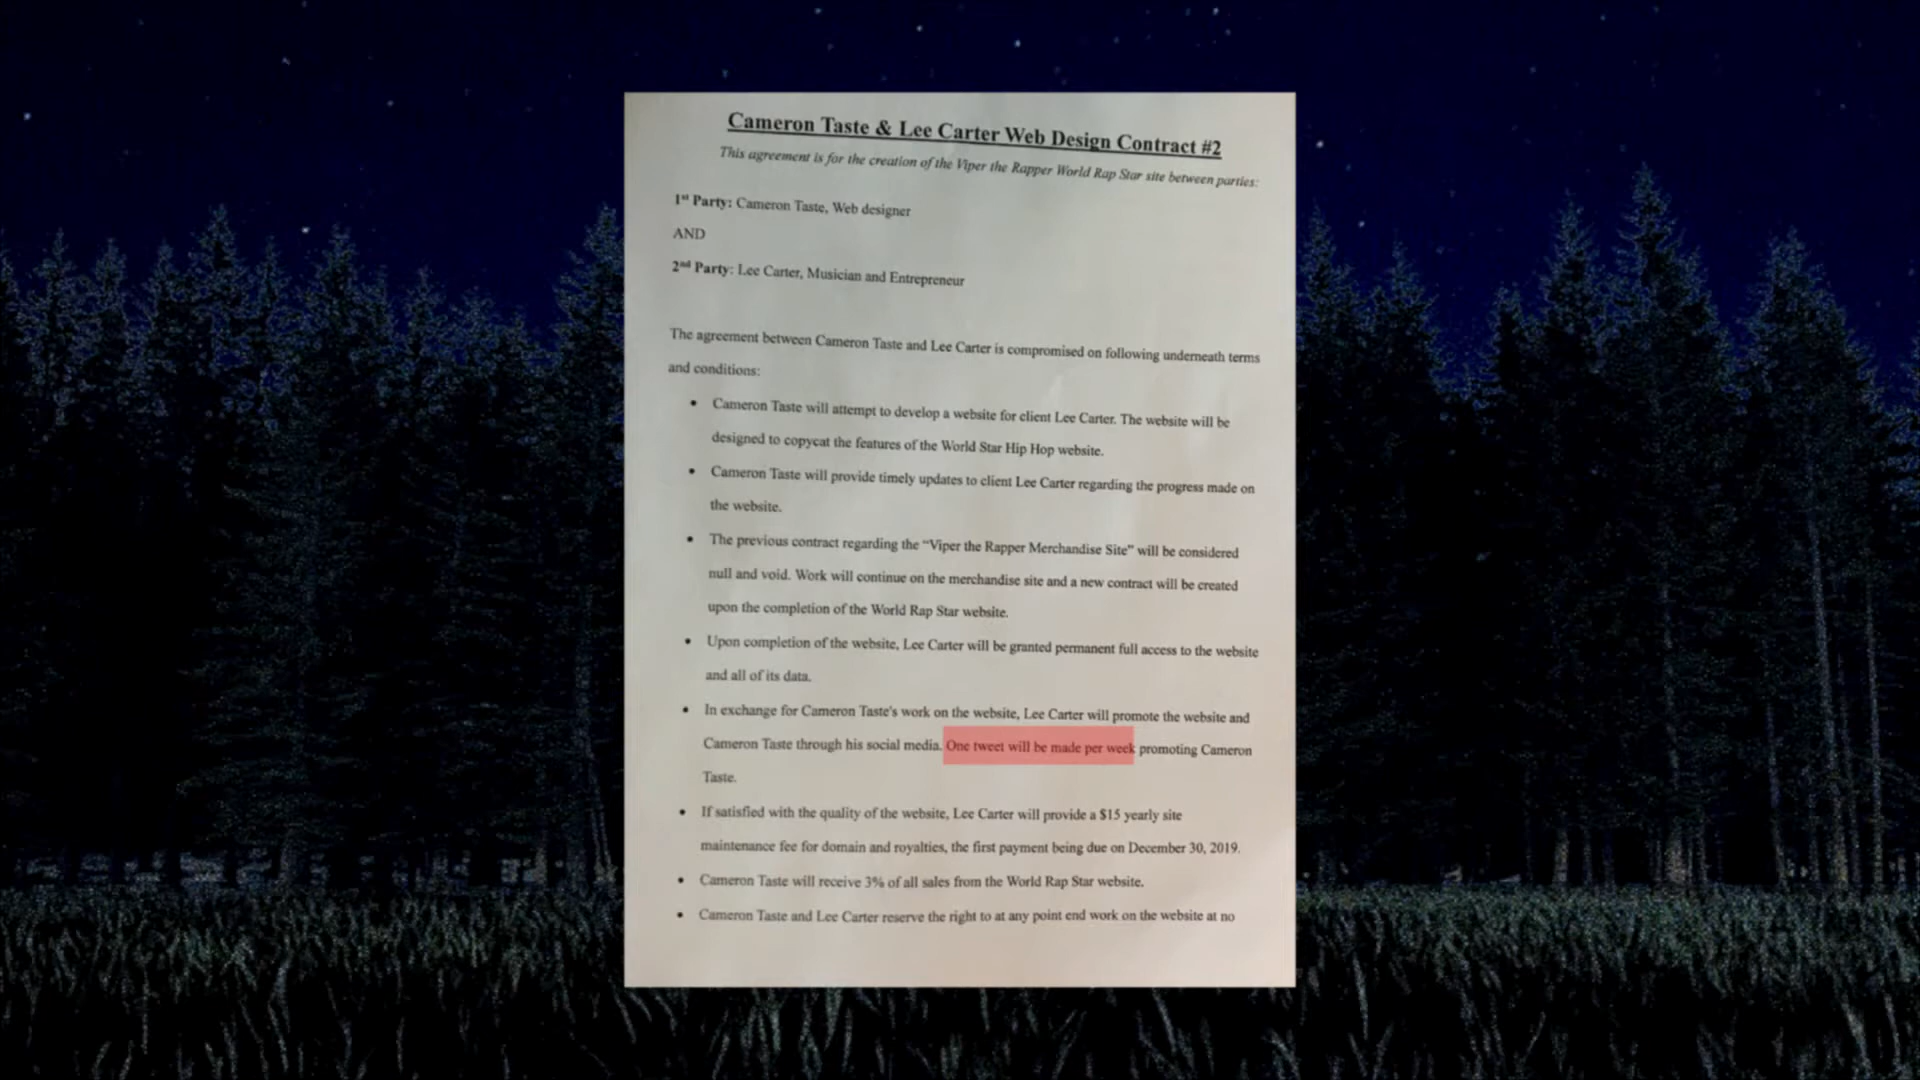 Cameron Taste & Lee Carter Web Design Contract #2
This agreement is for the creation of the Viper the Rapper World Rap Star site between parties:
1st Party: Cameron Taste, Web designer
AND
2nd Party: Lee Carter, Musician and Entrepreneur
The agreement between Cameron Taste and Lee Carter is compromised on following underneath terms
and conditions:
• Cameron Taste will attempt to develop a website for client Lee Carter. The website will be
designed to copycat the features of the World Star Hip Hop website.
• Cameron Taste will provide timely updates to client Lee Carter regarding the progress made on
the website.
• The previous contract regarding the “Viper the Rapper Merchandise Site” will be considered
null and void. Work will continue on the merchandise site and a new contract will be created
upon the completion of the World Rap Star website.
• Upon completion of the website, Lee Carter will be granted permanent full access to the website
and all of its data.
• In exchange for Cameron Taste's work on the website, Lee Carter will promote the website and
Cameron Taste through his social media. One tweet will be made per week promoting Cameron
Taste.
• If satisfied with the quality of the website, Lee Carter will provide a $15 yearly site
maintenance fee for domain and royalties, the first payment being due on December 30, 2019.
• Cameron Taste will receive 3% of all sales from the World Rap Star website.
• Cameron Taste and Lee Carter reserve the right to at any point end work on the website at no